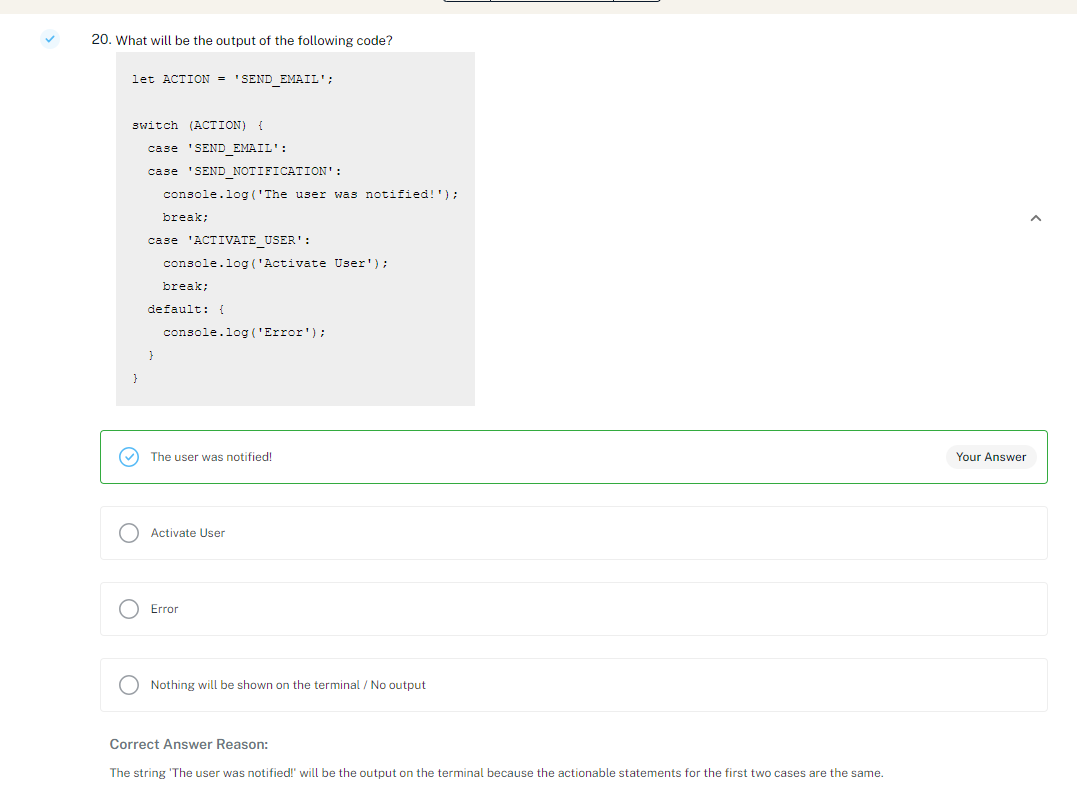 20. What will be the output of the following code?
let ACTION = 'SEND_EMAIL';
switch (ACTION) {
case 'SEND_EMAIL':
case 'SEND_NOTIFICATION':
console.log('The user was notified!');
break;
case 'ACTIVATE_USER':
console.log('Activate User');
break;
default: {
console.log('Error');
}
}
The user was notified! Your Answer
Activate User
Error
Nothing will be shown on the terminal / No output
Correct Answer Reason:
The string 'The user was notified!' will be the output on the terminal because the actionable statements for the first two cases are the same.